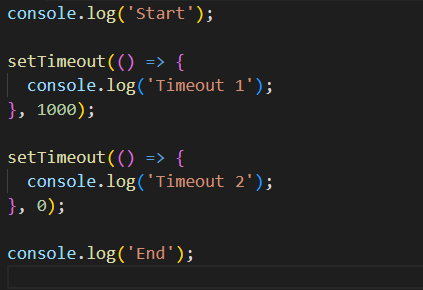 console.log('Start');
setTimeout(() => {
  console.log('Timeout 1');
}, 1000);
setTimeout(() => {
  console.log('Timeout 2');
}, 0);
console.log('End');